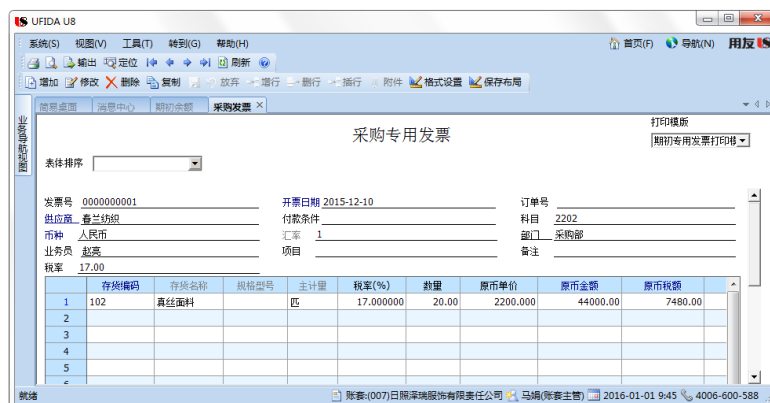 UFIDA U8
系统(S) 视图(V) 工具(T) 转到(G) 帮助(H) 首页(F) 导航(N) 用友
输出 定位 刷新
增加 修改 删除 复制 放弃 增行 删行 插行 附件 格式设置 保存布局
简易桌面 消息中心 期初余额 采购发票
业务导航视图
打印模版
采购专用发票
期初专用发票打印模
表体排序
发票号 0000000001 开票日期 2015-12-10 订单号
供应商 春兰纺织 付款条件 科目 2202
币种 人民币 汇率 1 部门 采购部
业务员 赵亮 项目 备注
税率 17.00
存货编码 存货名称 规格型号 主计量 税率(%) 数量 原币单价 原币金额 原币税额
1 102 真丝面料 匹 17.000000 20.00 2200.000 44000.00 7480.00
2
3
4
5
就绪 账套:(007)日照泽瑞服饰有限责任公司 马娟(账套主管) 2016-01-01 9:45 4006-600-588